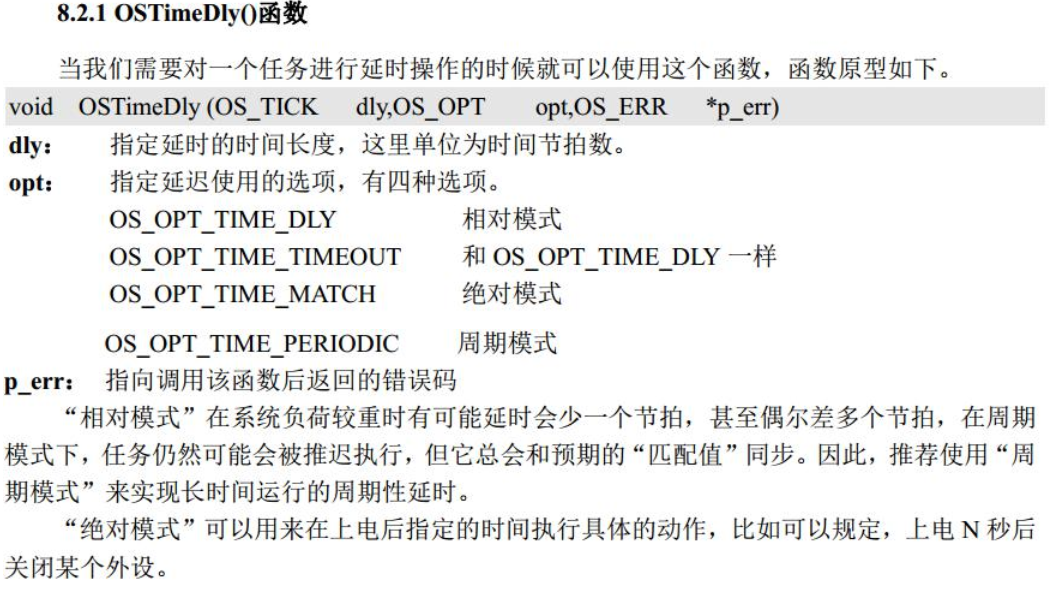 8.2.1 OSTimeDly()函数
当我们需要对一个任务进行延时操作的时候就可以使用这个函数，函数原型如下。
void OSTimeDly (OS_TICK dly,OS_OPT opt,OS_ERR *p_err)
dly： 指定延时的时间长度，这里单位为时间节拍数。
opt： 指定延迟使用的选项，有四种选项。
OS_OPT_TIME_DLY 相对模式
OS_OPT_TIME_TIMEOUT 和 OS_OPT_TIME_DLY 一样
OS_OPT_TIME_MATCH 绝对模式
OS_OPT_TIME_PERIODIC 周期模式
p_err： 指向调用该函数后返回的错误码
“相对模式”在系统负荷较重时有可能延时会少一个节拍，甚至偶尔差多个节拍，在周期
模式下，任务仍然可能会被推迟执行，但它总会和预期的“匹配值”同步。因此，推荐使用“周
期模式”来实现长时间运行的周期性延时。
“绝对模式”可以用来在上电后指定的时间执行具体的动作，比如可以规定，上电 N 秒后
关闭某个外设。